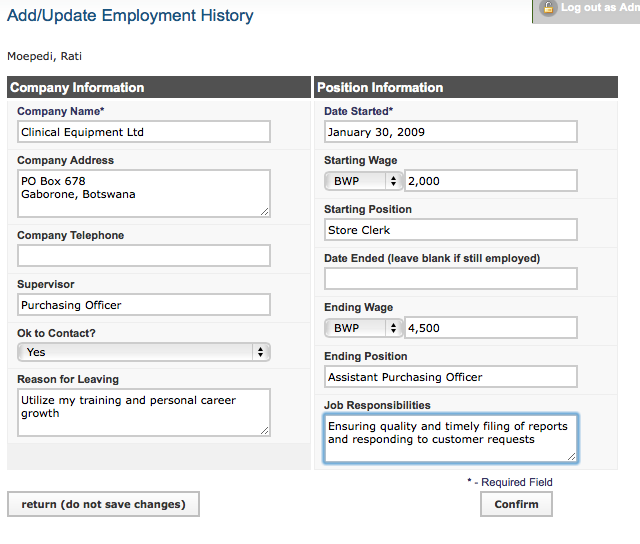 Add/Update Employment History
Log out as Adm
Moepedi, Rati
Company Information
Company Name*
Clinical Equipment Ltd
Company Address
PO Box 678
Gaborone, Botswana
Company Telephone
Supervisor
Purchasing Officer
Ok to Contact?
Yes
Reason for Leaving
Utilize my training and personal career
growth
Position Information
Date Started*
January 30, 2009
Starting Wage
BWP 2,000
Starting Position
Store Clerk
Date Ended (leave blank if still employed)
Ending Wage
BWP 4,500
Ending Position
Assistant Purchasing Officer
Job Responsibilities
Ensuring quality and timely filing of reports
and responding to customer requests
* - Required Field
return (do not save changes)
Confirm